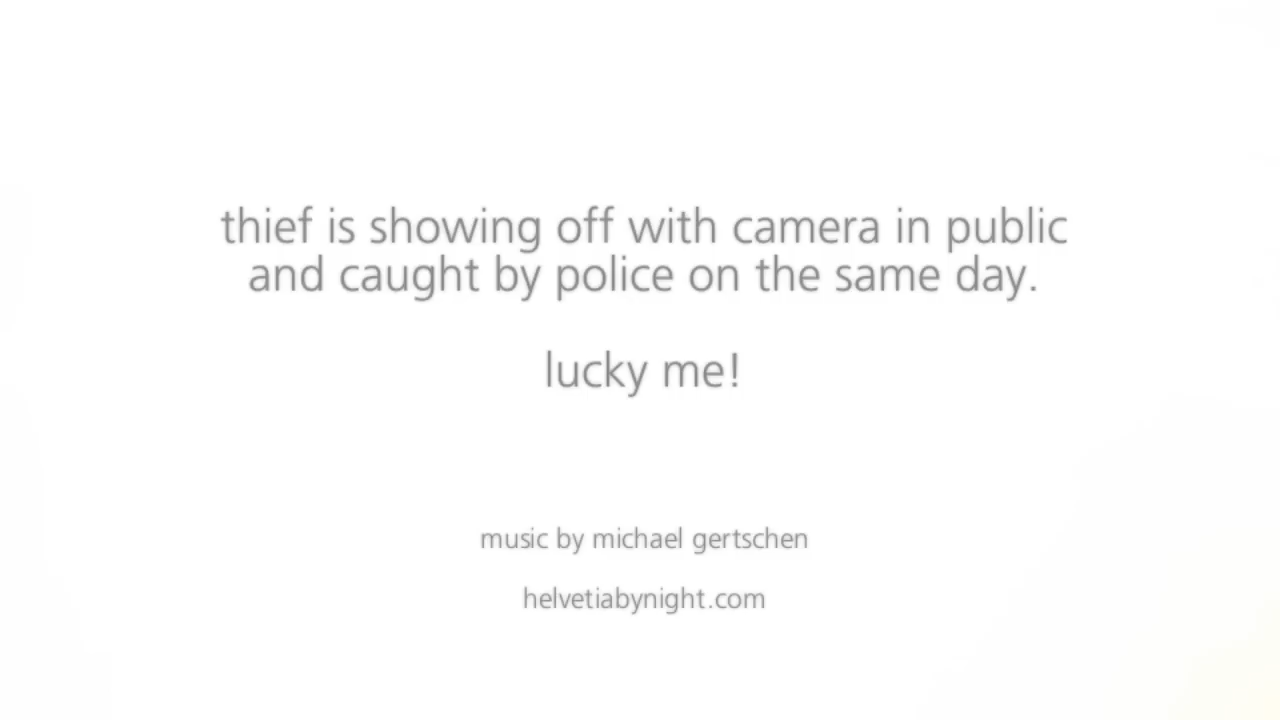 thief is showing off with camera in public
and caught by police on the same day.
lucky me!
music by michael gertschen
helvetiabynight.com